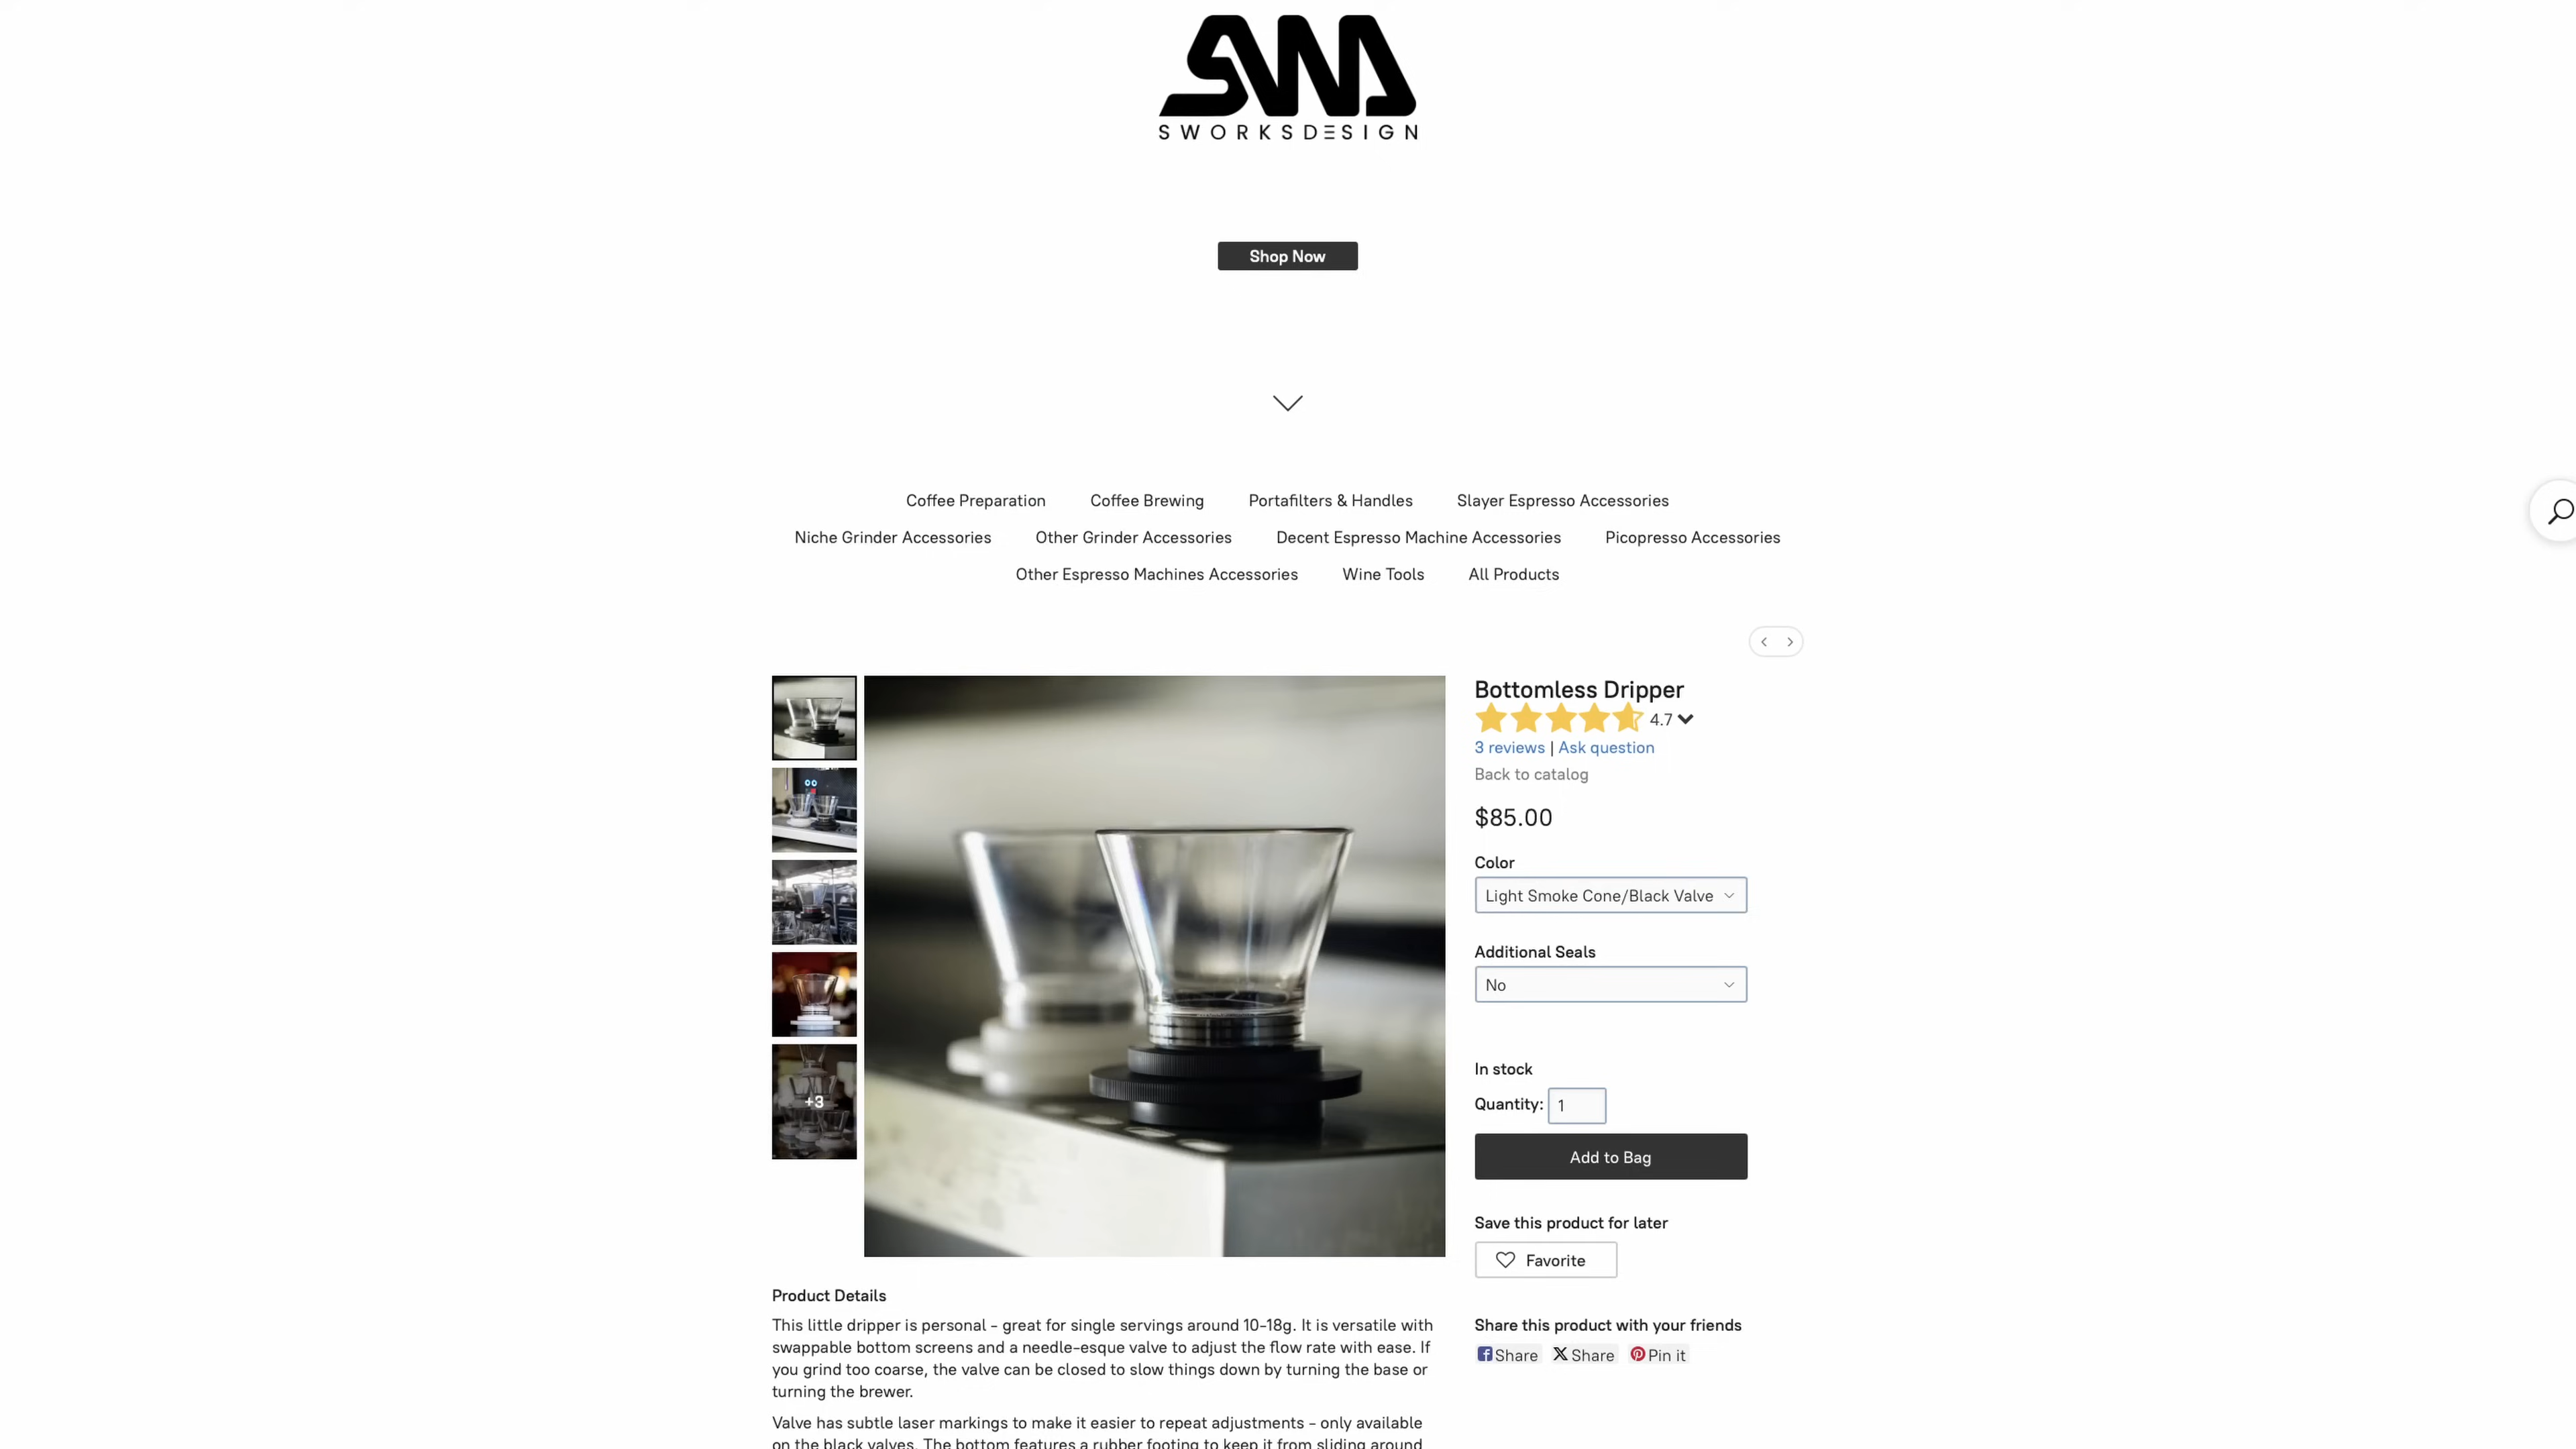 SWD
SWORKSDESIGN
Shop Now
Coffee Preparation Coffee Brewing Portafilters & Handles Slayer Espresso Accessories
Niche Grinder Accessories Other Grinder Accessories Decent Espresso Machine Accessories Picopresso Accessories
Other Espresso Machines Accessories Wine Tools All Products
+3
Bottomless Dripper
4.7
3 reviews | Ask question
Back to catalog
$85.00
Color
Light Smoke Cone/Black Valve
Additional Seals
No
In stock
Quantity: 1
Add to Bag
Save this product for later
Favorite
Share this product with your friends
Share Share Pin it
Product Details
This little dripper is personal - great for single servings around 10-18g. It is versatile with
swappable bottom screens and a needle-esque valve to adjust the flow rate with ease. If
you grind too coarse, the valve can be closed to slow things down by turning the base or
turning the brewer.
Valve has subtle laser markings to make it easier to repeat adjustments - only available
on the black valves. The bottom features a rubber footing to keep it from sliding around